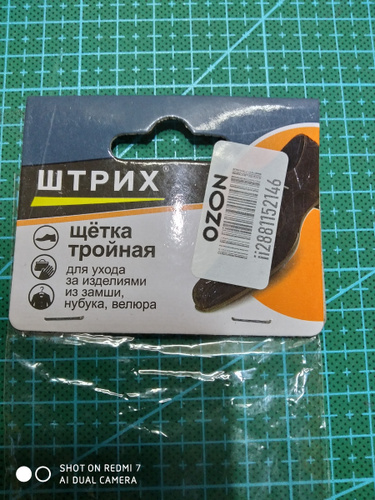 ШТРИХ
щётка
тройная
для ухода
за изделиями
из замши,
нубука, велюра
OZON
ii2881152146
SHOT ON REDMI 7
AI DUAL CAMERA